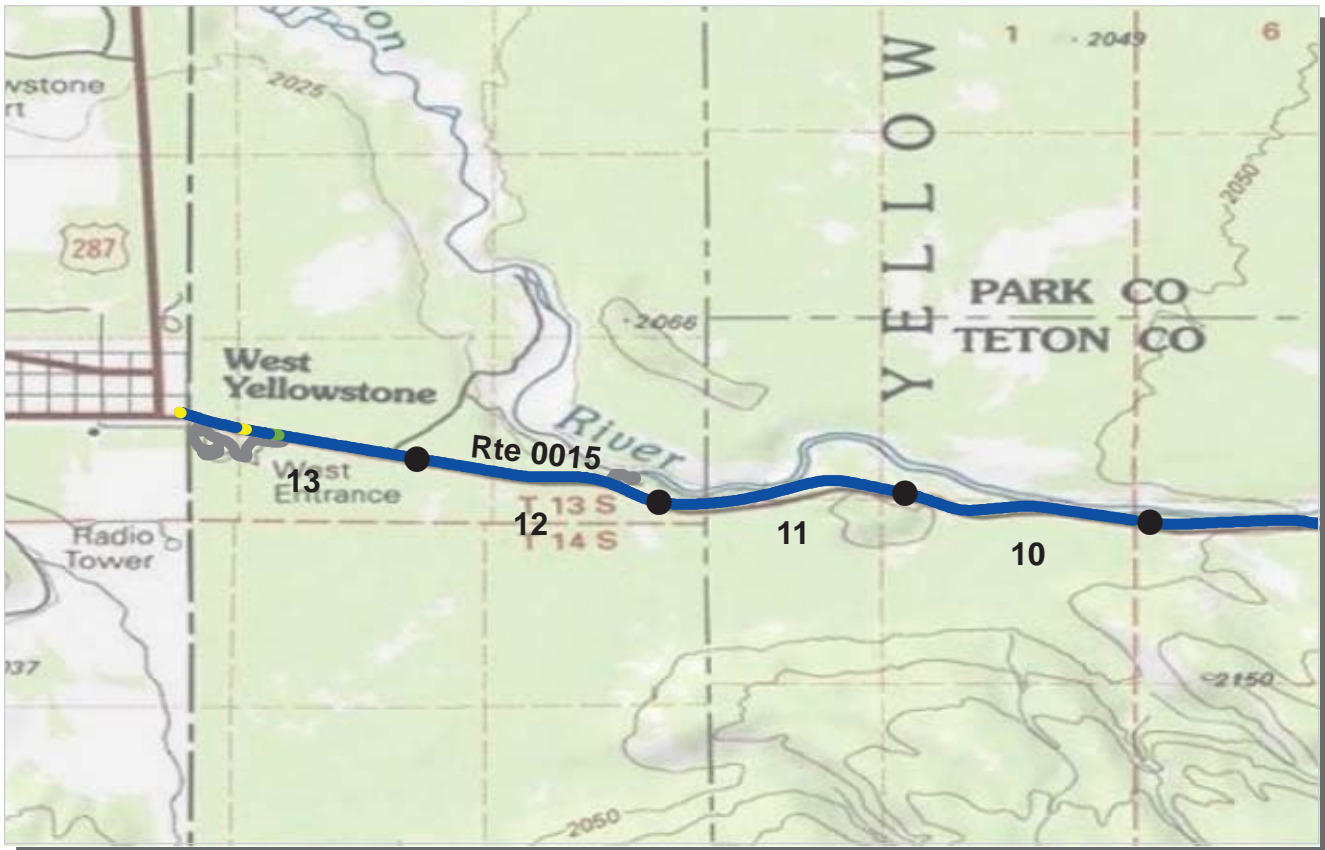 on
1
2049
6
wstone
rt
2025
YELLOW
2050
287
PARK CO
TETON CO
2066
West
Yellowstone
River
Rte 0015
13
West
Entrance
T 13 S
12
T 14 S
11
10
Radio
Tower
037
2150
2050